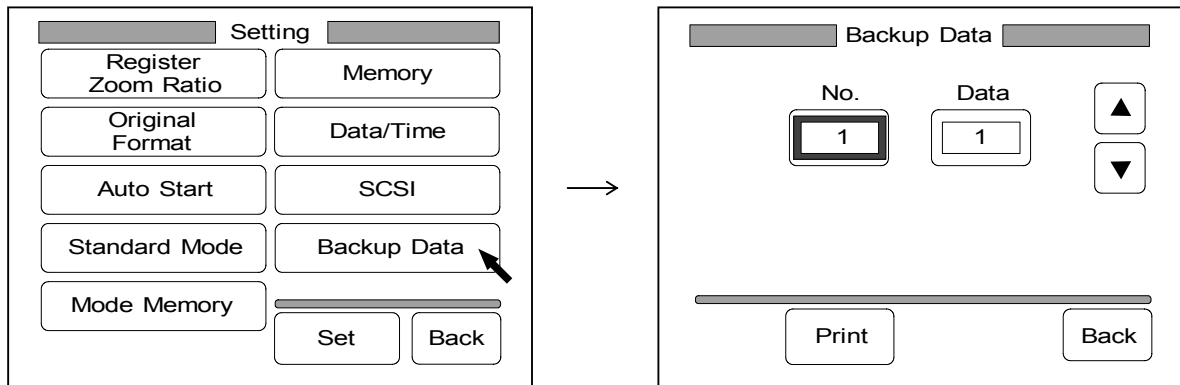 Setting
Register
Zoom Ratio
Memory
Original
Format
Data/Time
Auto Start
SCSI
Standard Mode
Backup Data
Mode Memory
Set
Back
Backup Data
No.
Data
1
1
Print
Back